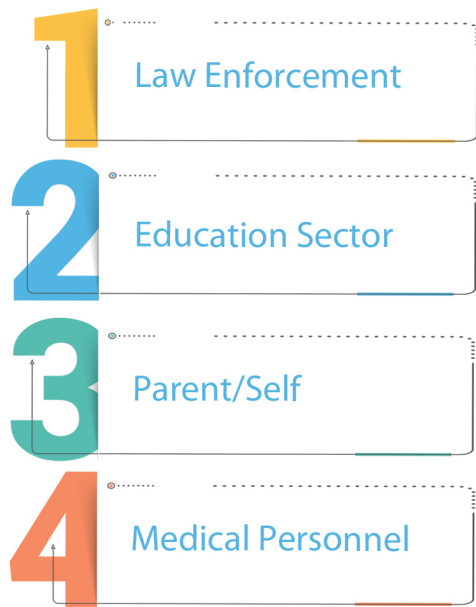 1
Law Enforcement
2
Education Sector
3
Parent/Self
4
Medical Personnel